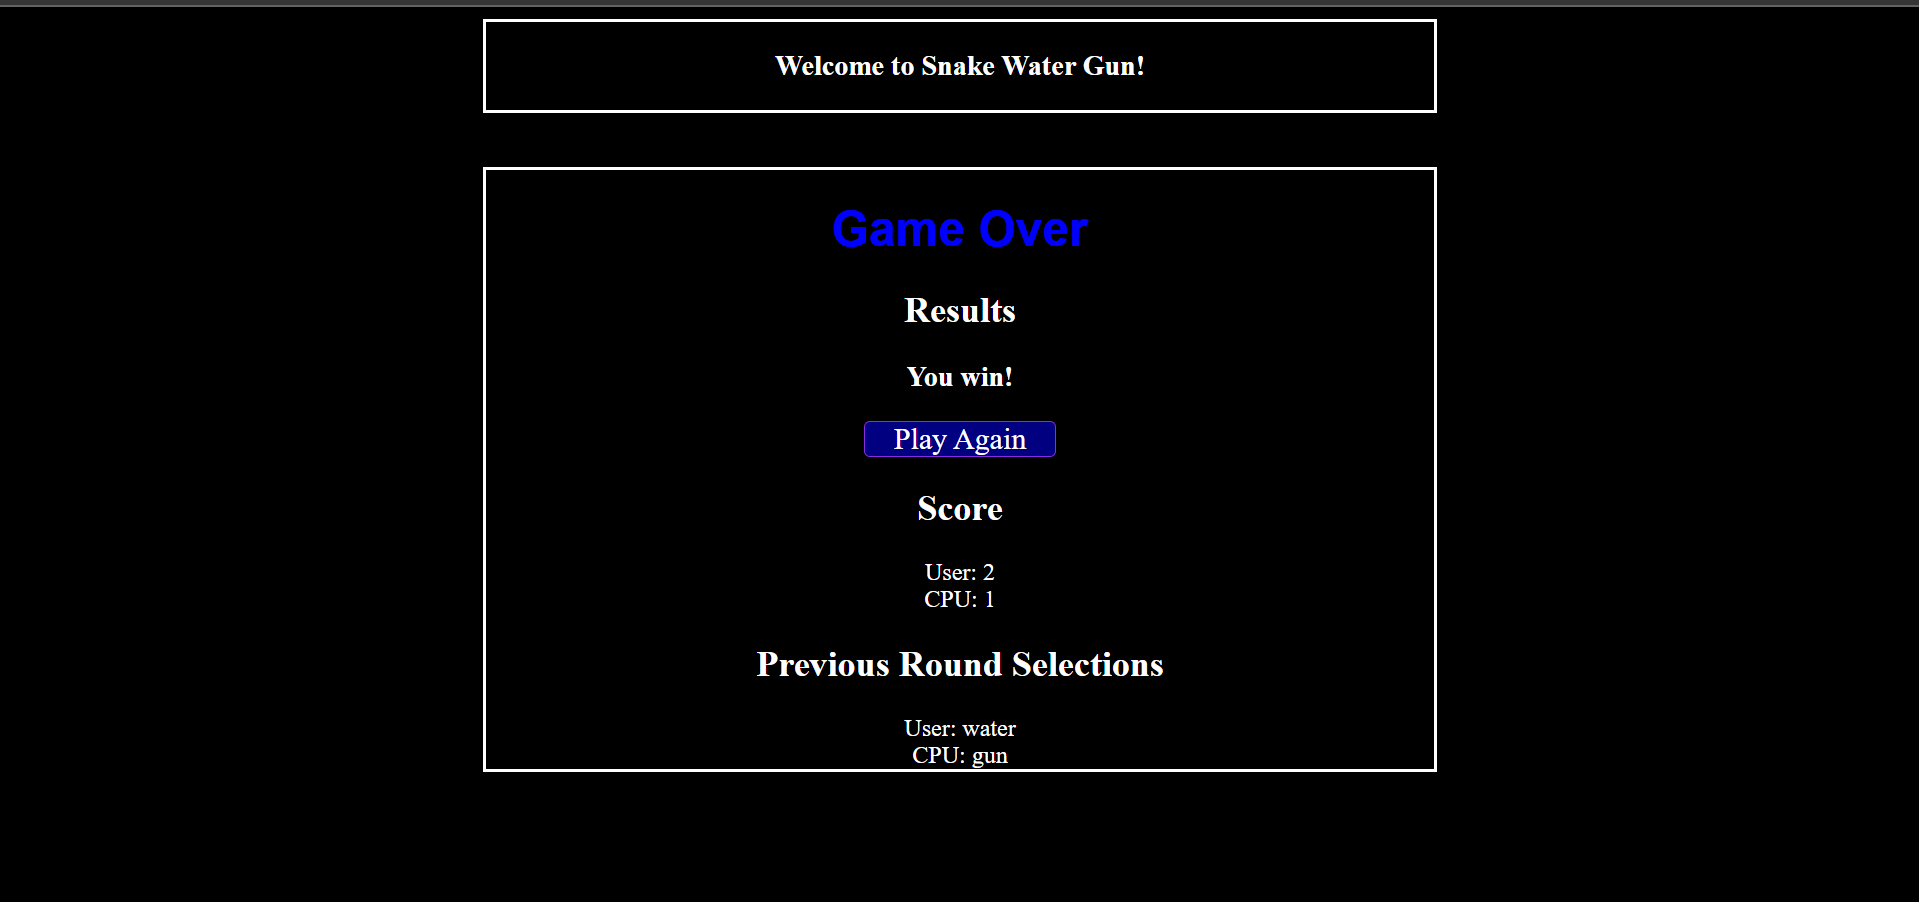 Welcome to Snake Water Gun!
Game Over
Results
You win!
Play Again
Score
User: 2
CPU: 1
Previous Round Selections
User: water
CPU: gun